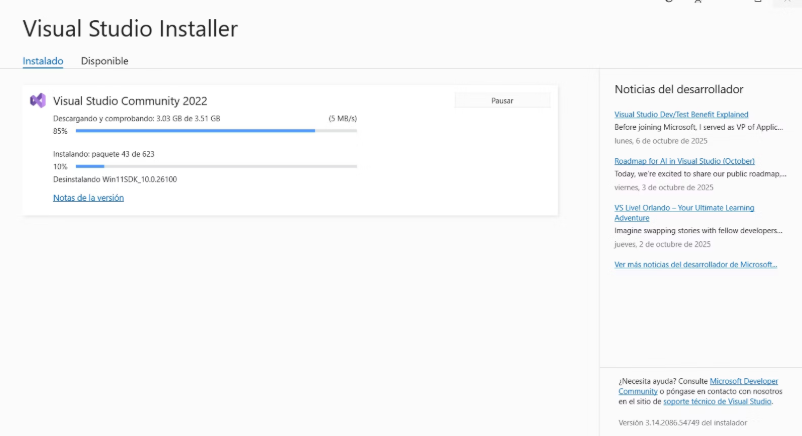 Visual Studio Installer
Instalado Disponible
Visual Studio Community 2022
Pausar
Descargando y comprobando: 3.03 GB de 3.51 GB (5 MB/s)
85%
Instalando: paquete 43 de 623
10%
Desinstalando Win11SDK_10.0.26100
Notas de la versión
Noticias del desarrollador
Visual Studio Dev/Test Benefit Explained
Before joining Microsoft, I served as VP of Applic...
lunes, 6 de octubre de 2025
Roadmap for AI in Visual Studio (October)
Today, we're excited to share our public roadmap....
viernes, 3 de octubre de 2025
VS Live! Orlando – Your Ultimate Learning
Adventure
Imagine swapping stories with fellow developers...
jueves, 2 de octubre de 2025
Ver más noticias del desarrollador de Microsoft...
¿Necesita ayuda? Consulte Microsoft Developer
Community o póngase en contacto con nosotros
en el sitio de soporte técnico de Visual Studio.
Versión 3.14.2086.54749 del instalador